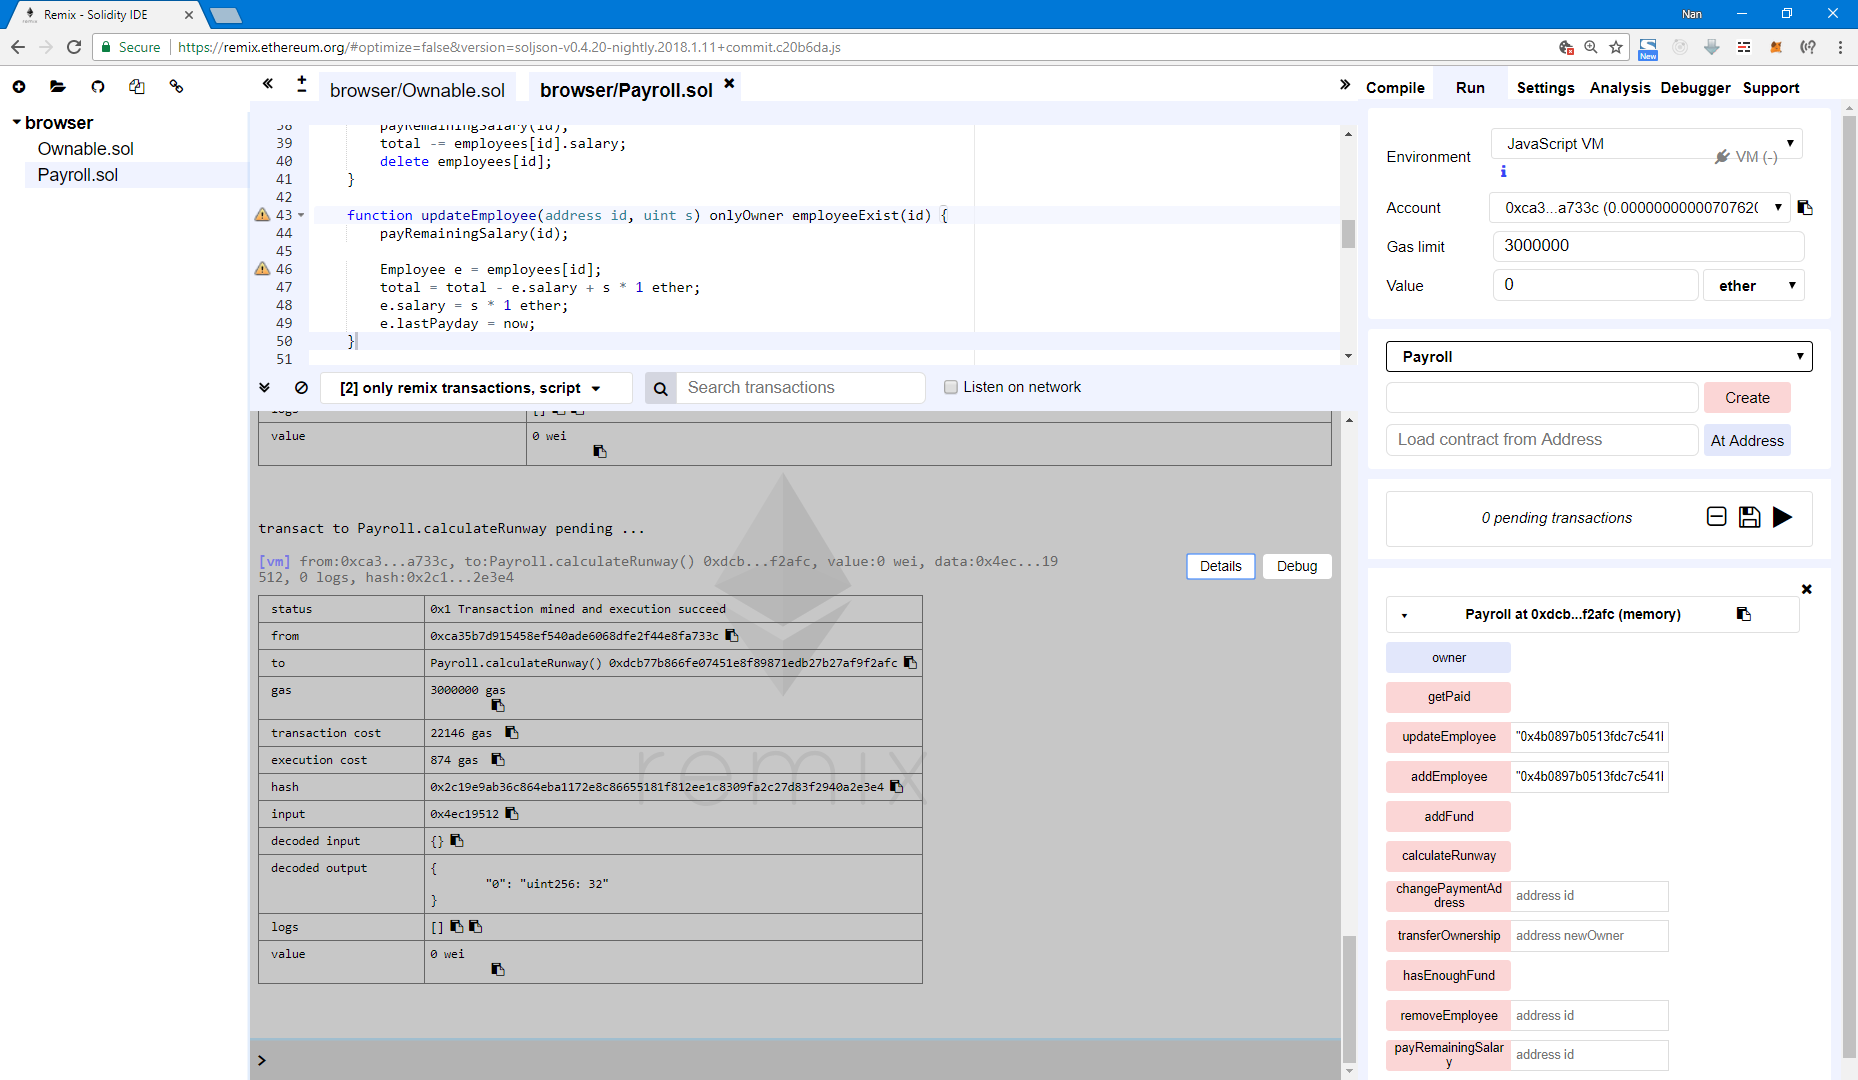 Remix - Solidity IDE
Nan
Secure
https://remix.ethereum.org/#optimize=false&version=soljson-v0.4.20-nightly.2018.1.11+commit.c20b6da.js
New
browser
Ownable.sol
Payroll.sol
browser/Ownable.sol
browser/Payroll.sol
38 payRemainingSalary(id);
39 total -= employees[id].salary;
40 delete employees[id];
41 }
42
43 function updateEmployee(address id, uint s) onlyOwner employeeExist(id) {
44 payRemainingSalary(id);
45
46 Employee e = employees[id];
47 total = total - e.salary + s * 1 ether;
48 e.salary = s * 1 ether;
49 e.lastPayday = now;
50 }
51
[2] only remix transactions, script
Search transactions
Listen on network
logs []
value 0 wei
transact to Payroll.calculateRunway pending ...
[vm] from:0xca3...a733c, to:Payroll.calculateRunway() 0xdcb...f2afc, value:0 wei, data:0x4ec...19
512, 0 logs, hash:0x2c1...2e3e4
Details
Debug
status 0x1 Transaction mined and execution succeed
from 0xca35b7d915458ef540ade6068dfe2f44e8fa733c
to Payroll.calculateRunway() 0xdcb77b866fe07451e8f89871edb27b27af9f2afc
gas 3000000 gas
transaction cost 22146 gas
execution cost 874 gas
hash 0x2c19e9ab36c864eba1172e8c86655181f812ee1c8309fa2c27d83f2940a2e3e4
input 0x4ec19512
decoded input {}
decoded output {
"0": "uint256: 32"
}
logs []
value 0 wei
remix
>
Compile
Run
Settings
Analysis
Debugger
Support
Environment
JavaScript VM
VM (-)
i
Account
0xca3...a733c (0.0000000000707620
Gas limit
3000000
Value
0
ether
Payroll
Create
Load contract from Address
At Address
0 pending transactions
Payroll at 0xdcb...f2afc (memory)
owner
getPaid
updateEmployee "0x4b0897b0513fdc7c541
addEmployee "0x4b0897b0513fdc7c541
addFund
calculateRunway
changePaymentAd
dress
address id
transferOwnership address newOwner
hasEnoughFund
removeEmployee address id
payRemainingSalar
y
address id